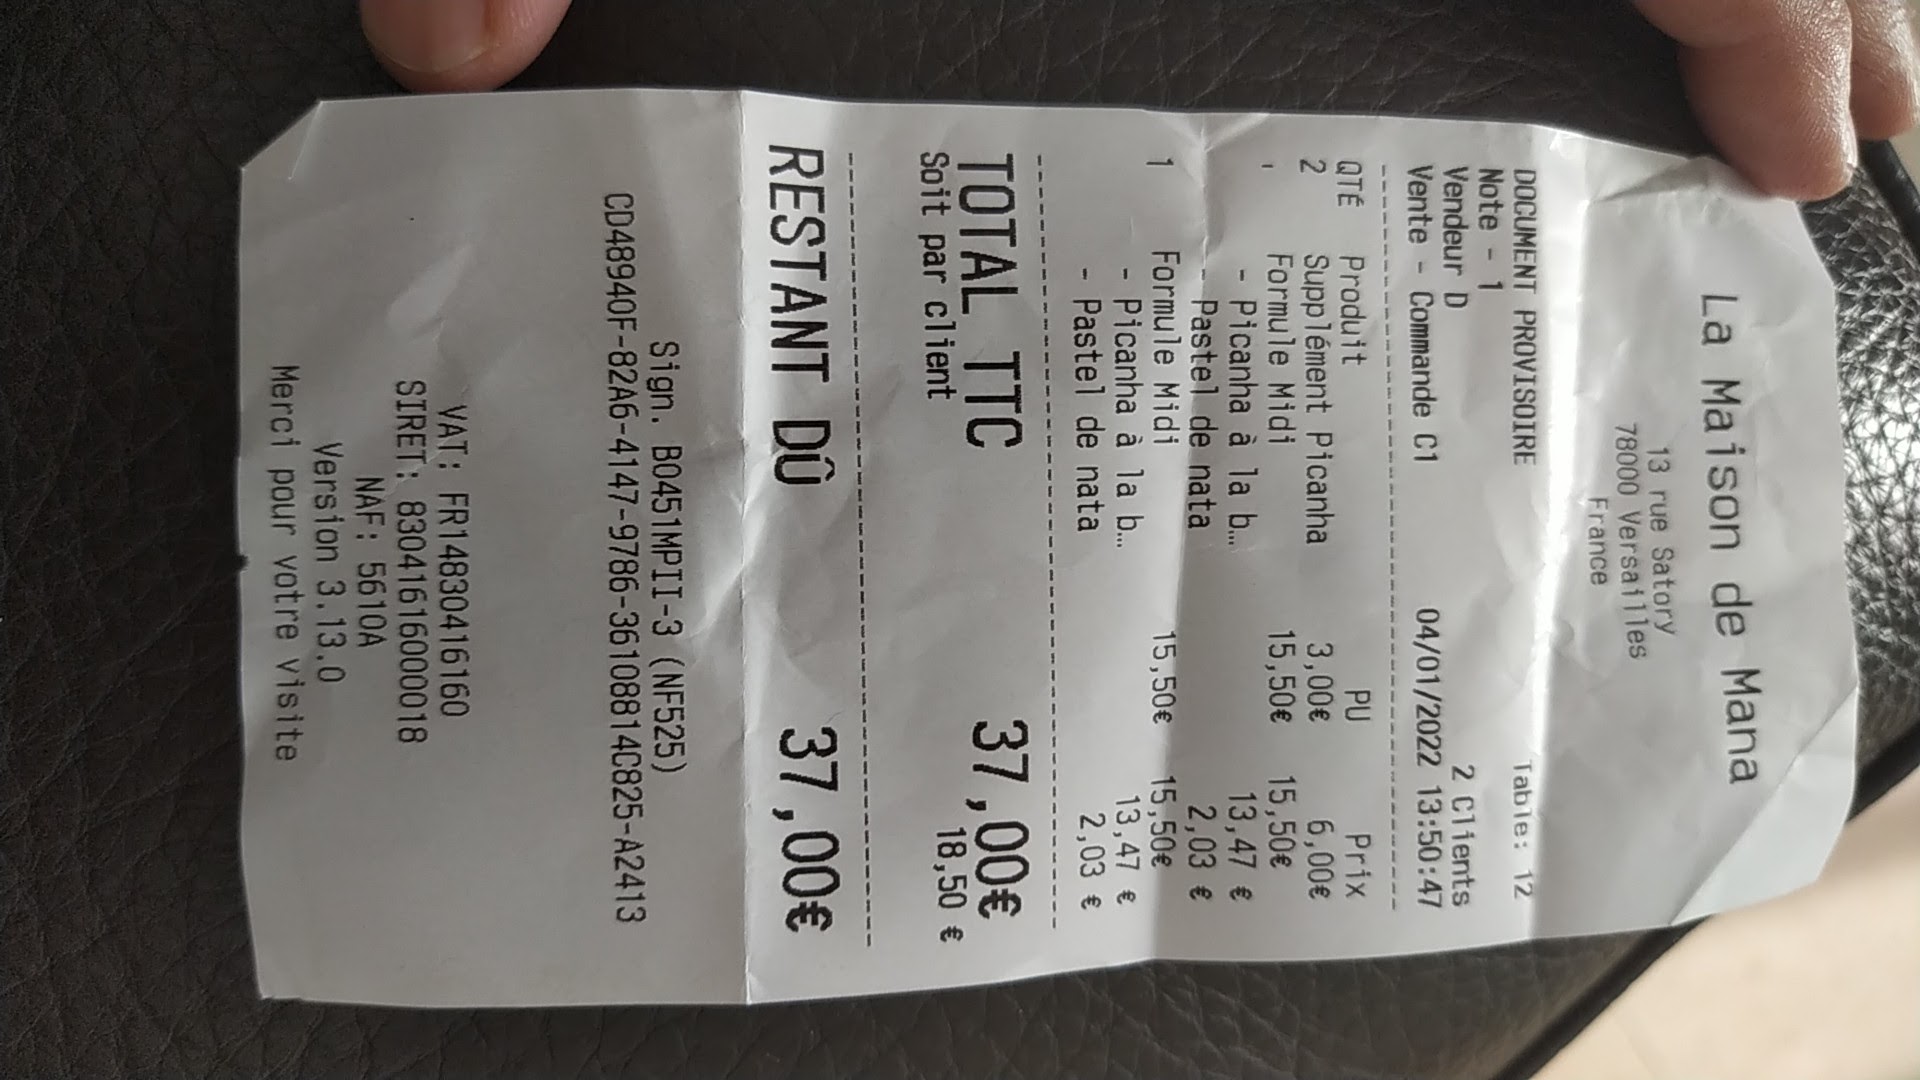 La Maison de Mana
13 rue Satory
78000 Versailles
France
DOCUMENT PROVISOIRE Table: 12
Note - 1
Vendeur D 2 Clients
Vente - Commande C1 04/01/2022 13:50:47
QTÉ Produit PU Prix
2 Supplément Picanha 3,00€ 6,00€
Formule Midi 15,50€ 15,50€
- Picanha à la b… 13,47 €
- Pastel de nata 2,03 €
1 Formule Midi 15,50€ 15,50€
- Picanha à la b… 13,47 €
- Pastel de nata 2,03 €
TOTAL TTC 37,00€
Soit par client 18,50 €
RESTANT DÛ 37,00€
Sign. B0451MPII-3 (NF525)
CD48940F-82A6-4147-9786-36108814C825-A2413
VAT: FR14830416160
SIRET: 83041616000018
NAF: 5610A
Version 3.13.0
Merci pour votre visite